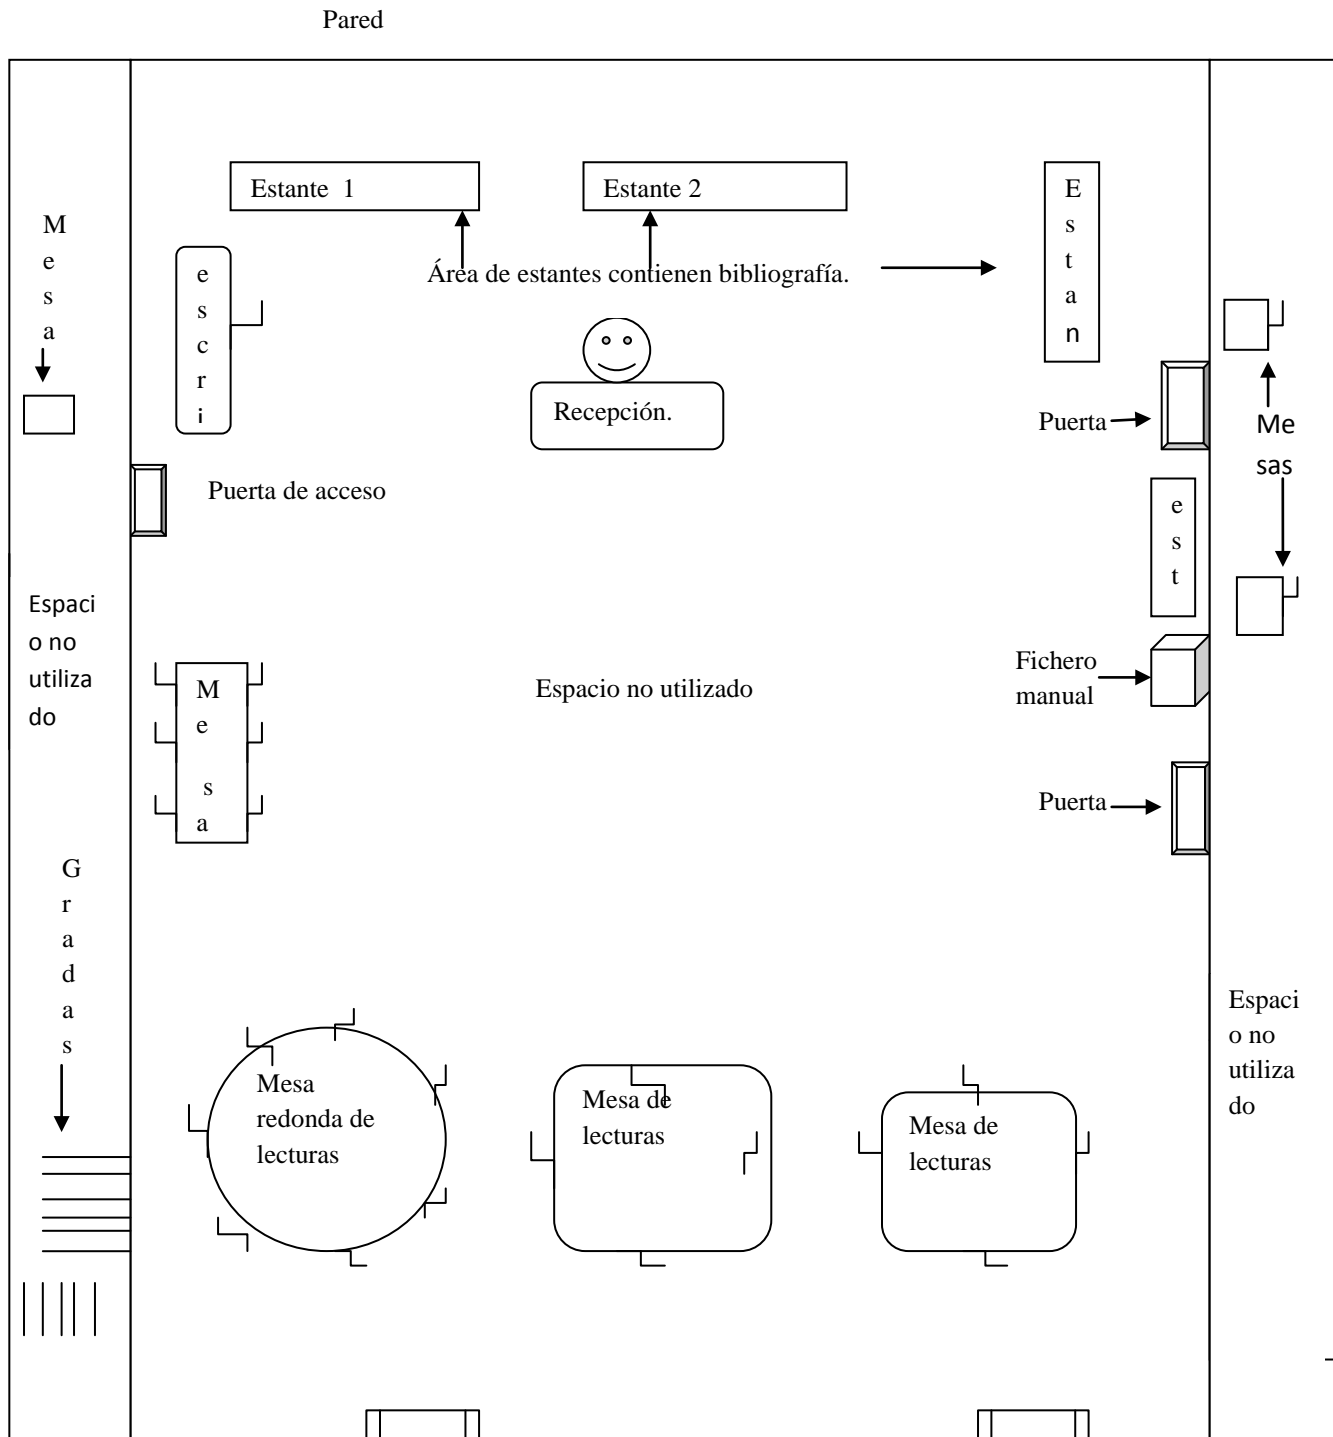 Pared
Estante 1
Estante 2
E
s
t
a
n
M
e
s
a
e
s
c
r
i
Área de estantes contienen bibliografía.
Recepción.
Puerta
Me
sas
Puerta de acceso
e
s
t
Espaci
o no
utiliza
do
M
e
s
a
Espacio no utilizado
Fichero
manual
Puerta
G
r
a
d
a
s
Espaci
o no
utiliza
do
Mesa
redonda de
lecturas
Mesa de
lecturas
Mesa de
lecturas